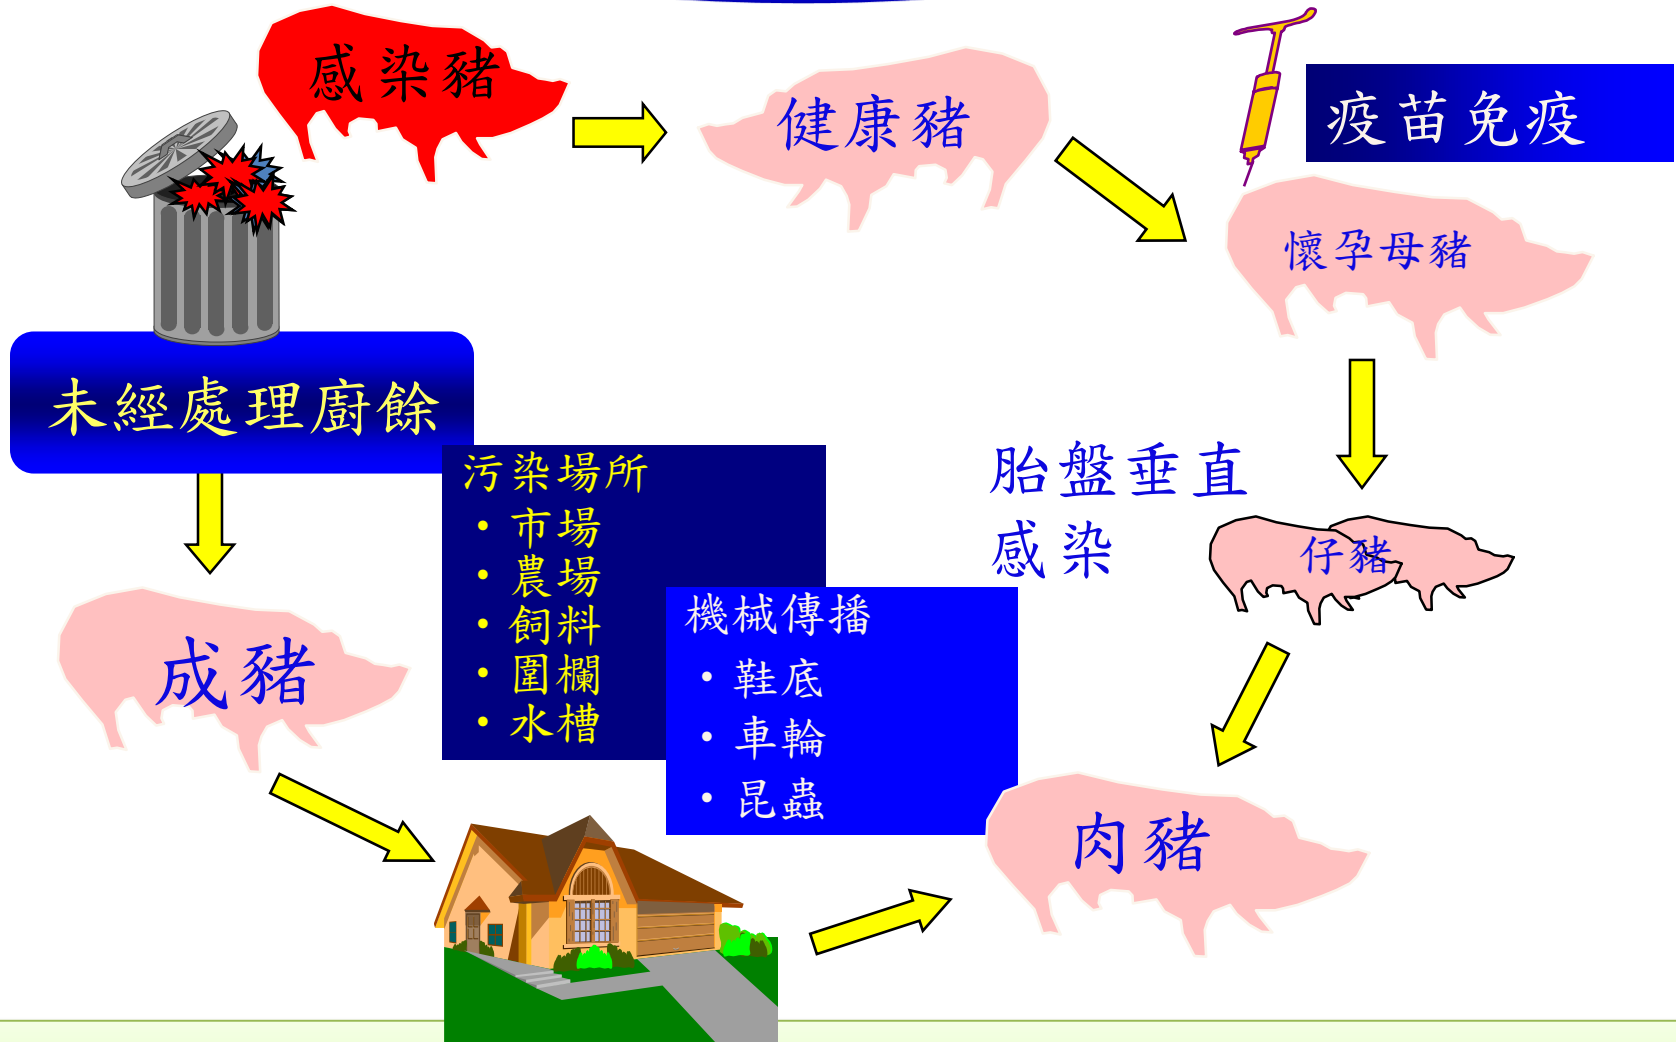 感染豬
健康豬
疫苗免疫
懷孕母豬
未經處理廚餘
污染場所
•市場
•農場
•飼料
•圍欄
•水槽
胎盤垂直
感染
仔豬
機械傳播
•鞋底
•車輪
•昆蟲
成豬
肉豬